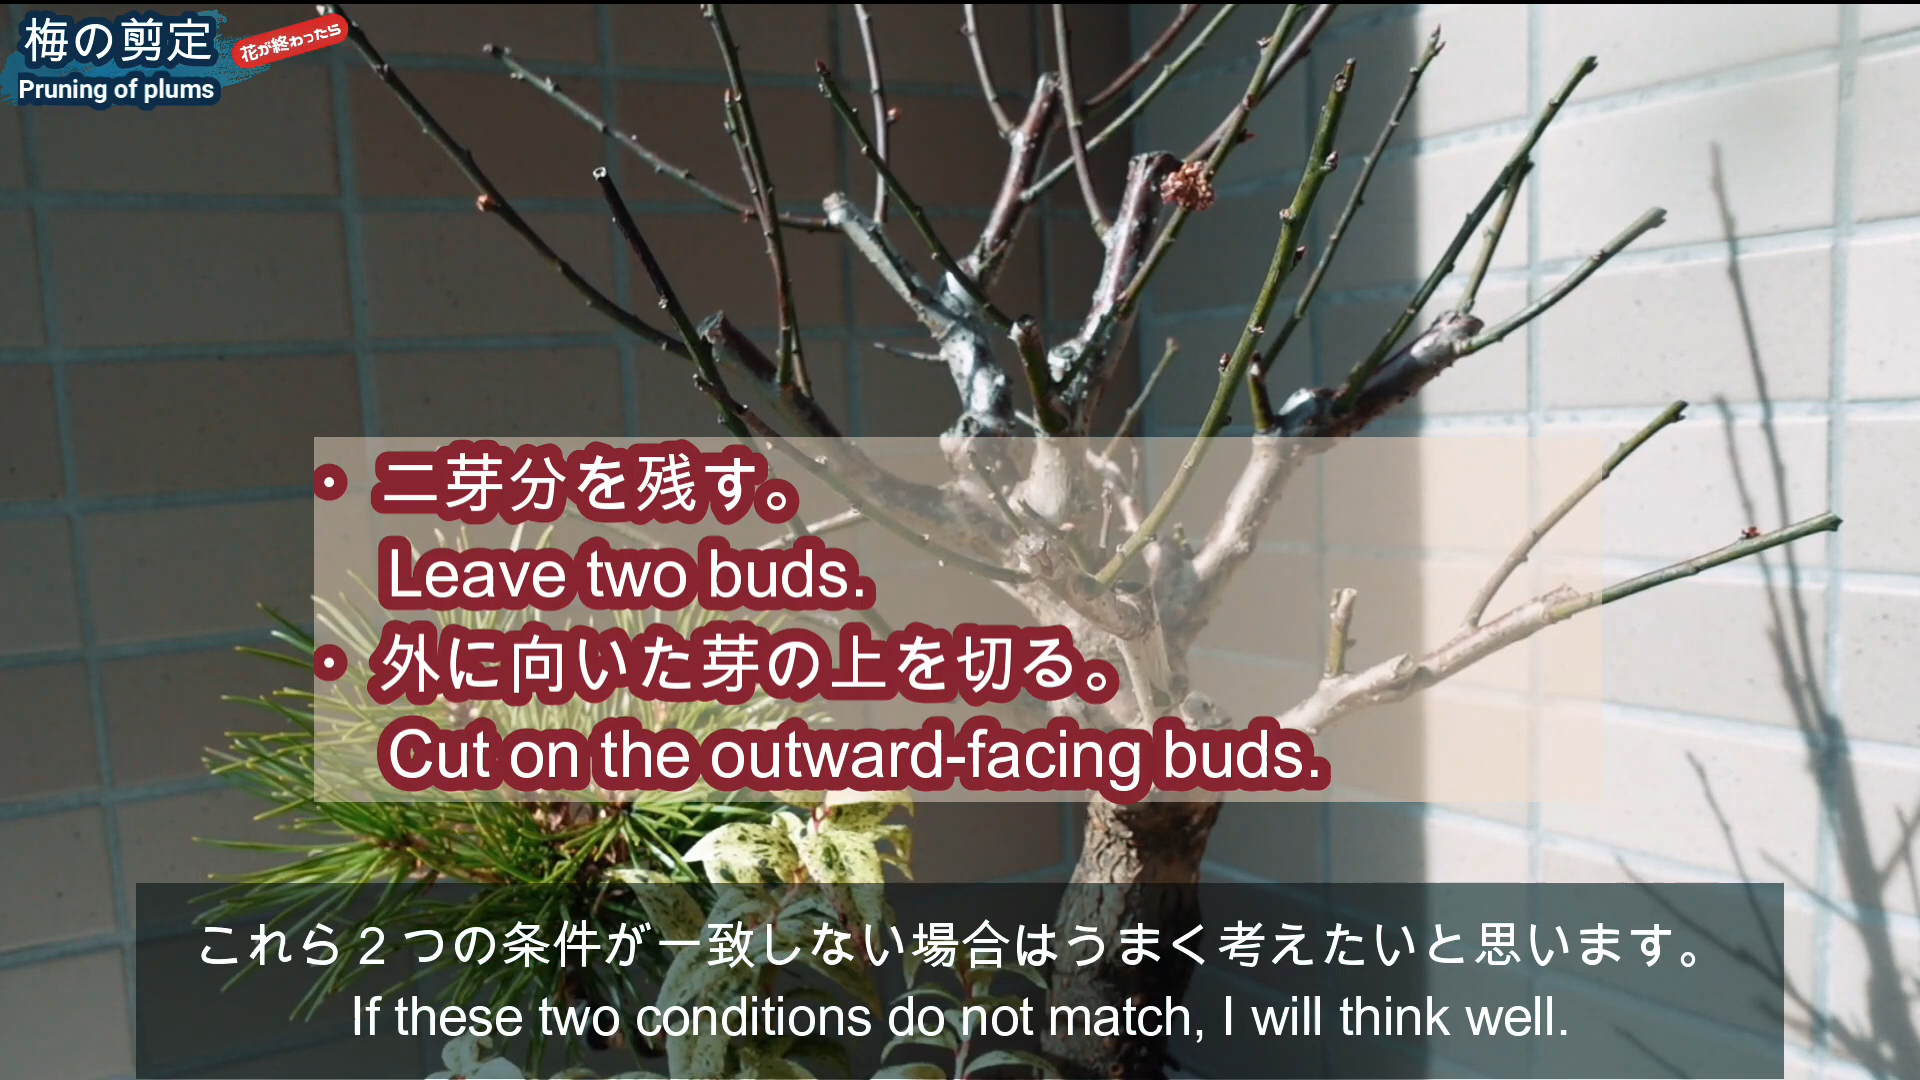 梅の剪定
花が終わったら
Pruning of plums
• 二芽分を残す。
Leave two buds.
• 外に向いた芽の上を切る。
Cut on the outward-facing buds.
これら２つの条件が一致しない場合はうまく考えたいと思います。
If these two conditions do not match, I will think well.